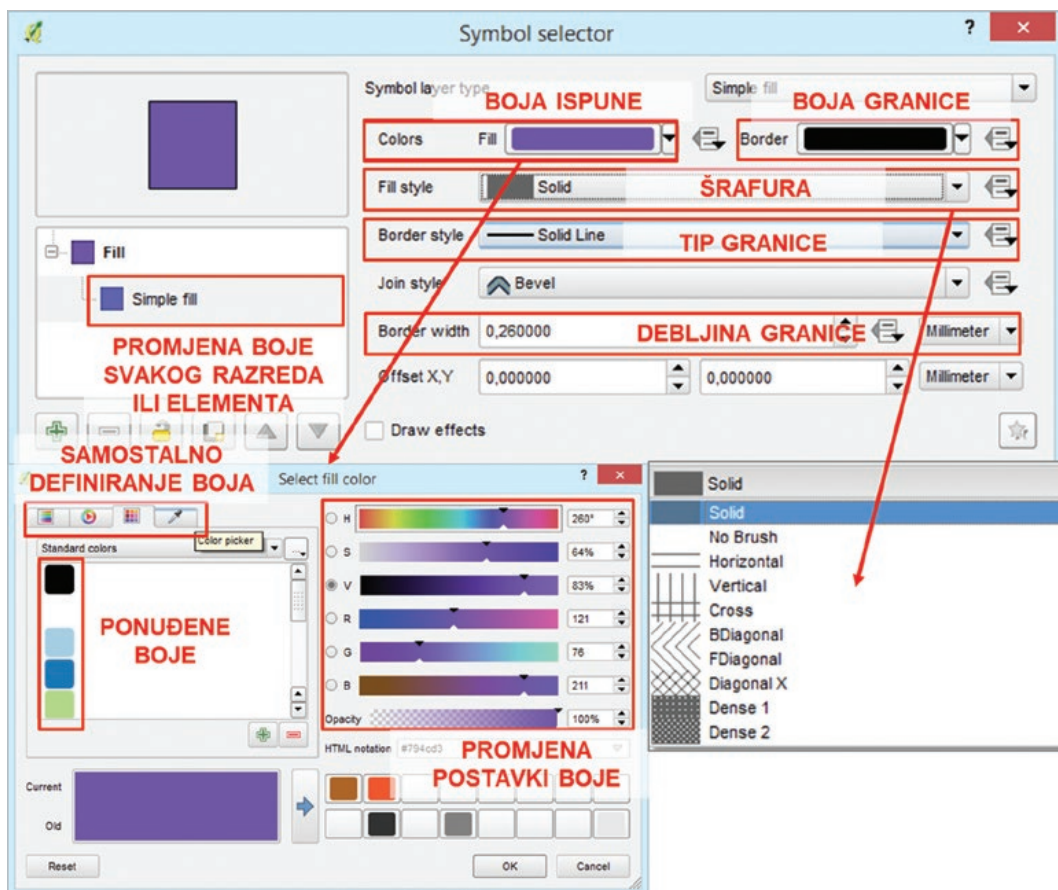 Symbol selector
?
Symbol layer type
Simple fill
BOJA ISPUNE
BOJA GRANICE
Colors
Fill
Border
Fill style
Solid
ŠRAFURA
Border style
Solid Line
TIP GRANICE
Join style
Bevel
Border width
0,260000
DEBLJINA GRANICE
Millimeter
Offset X,Y
0,000000
0,000000
Millimeter
Draw effects
Fill
Simple fill
PROMJENA BOJE
SVAKOG RAZREDA
ILI ELEMENTA
SAMOSTALNO
DEFINIRANJE BOJA
Select fill color
?
Color picker
Standard colors
...
PONUĐENE
BOJE
H
260°
S
64%
V
83%
R
121
G
76
B
211
Opacity
100%
HTML notation
#794cd3
PROMJENA
POSTAVKI BOJE
Current
Old
Reset
OK
Cancel
Solid
Solid
No Brush
Horizontal
Vertical
Cross
BDiagonal
FDiagonal
Diagonal X
Dense 1
Dense 2